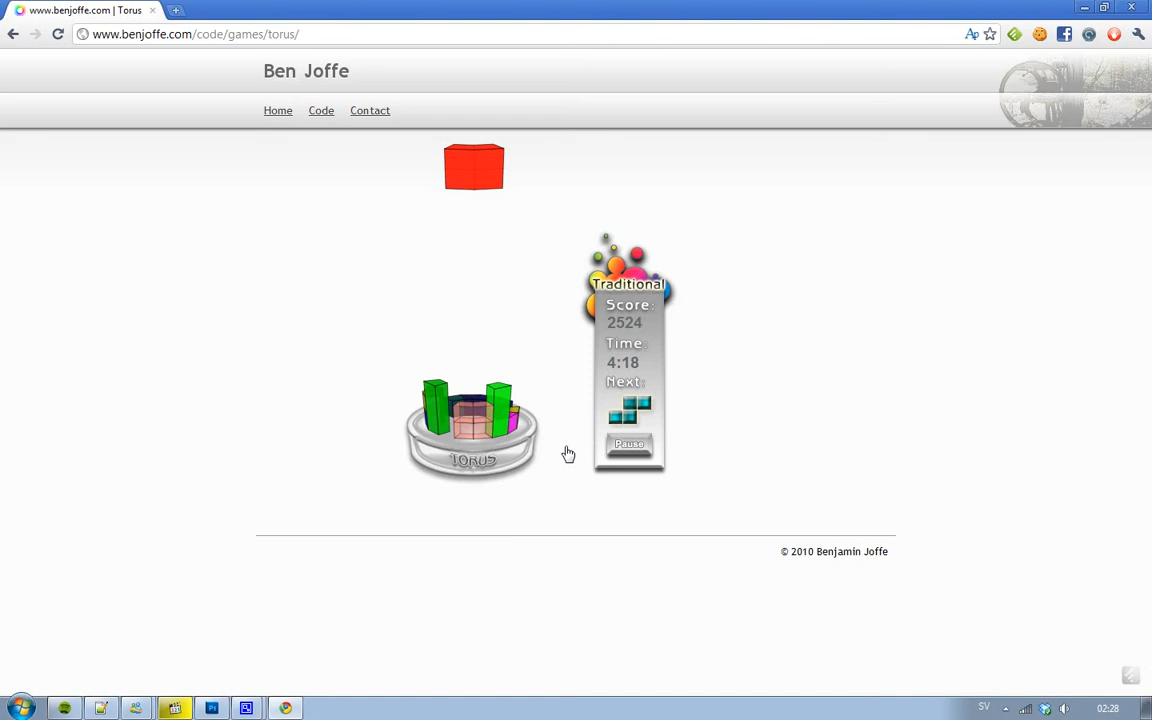 www.benjoffe.com | Torus
www.benjoffe.com/code/games/torus/
Ben Joffe
Home Code Contact
Traditional
Score:
2524
Time:
4:18
Next:
Pause
TORUS
© 2010 Benjamin Joffe
SV 02:28